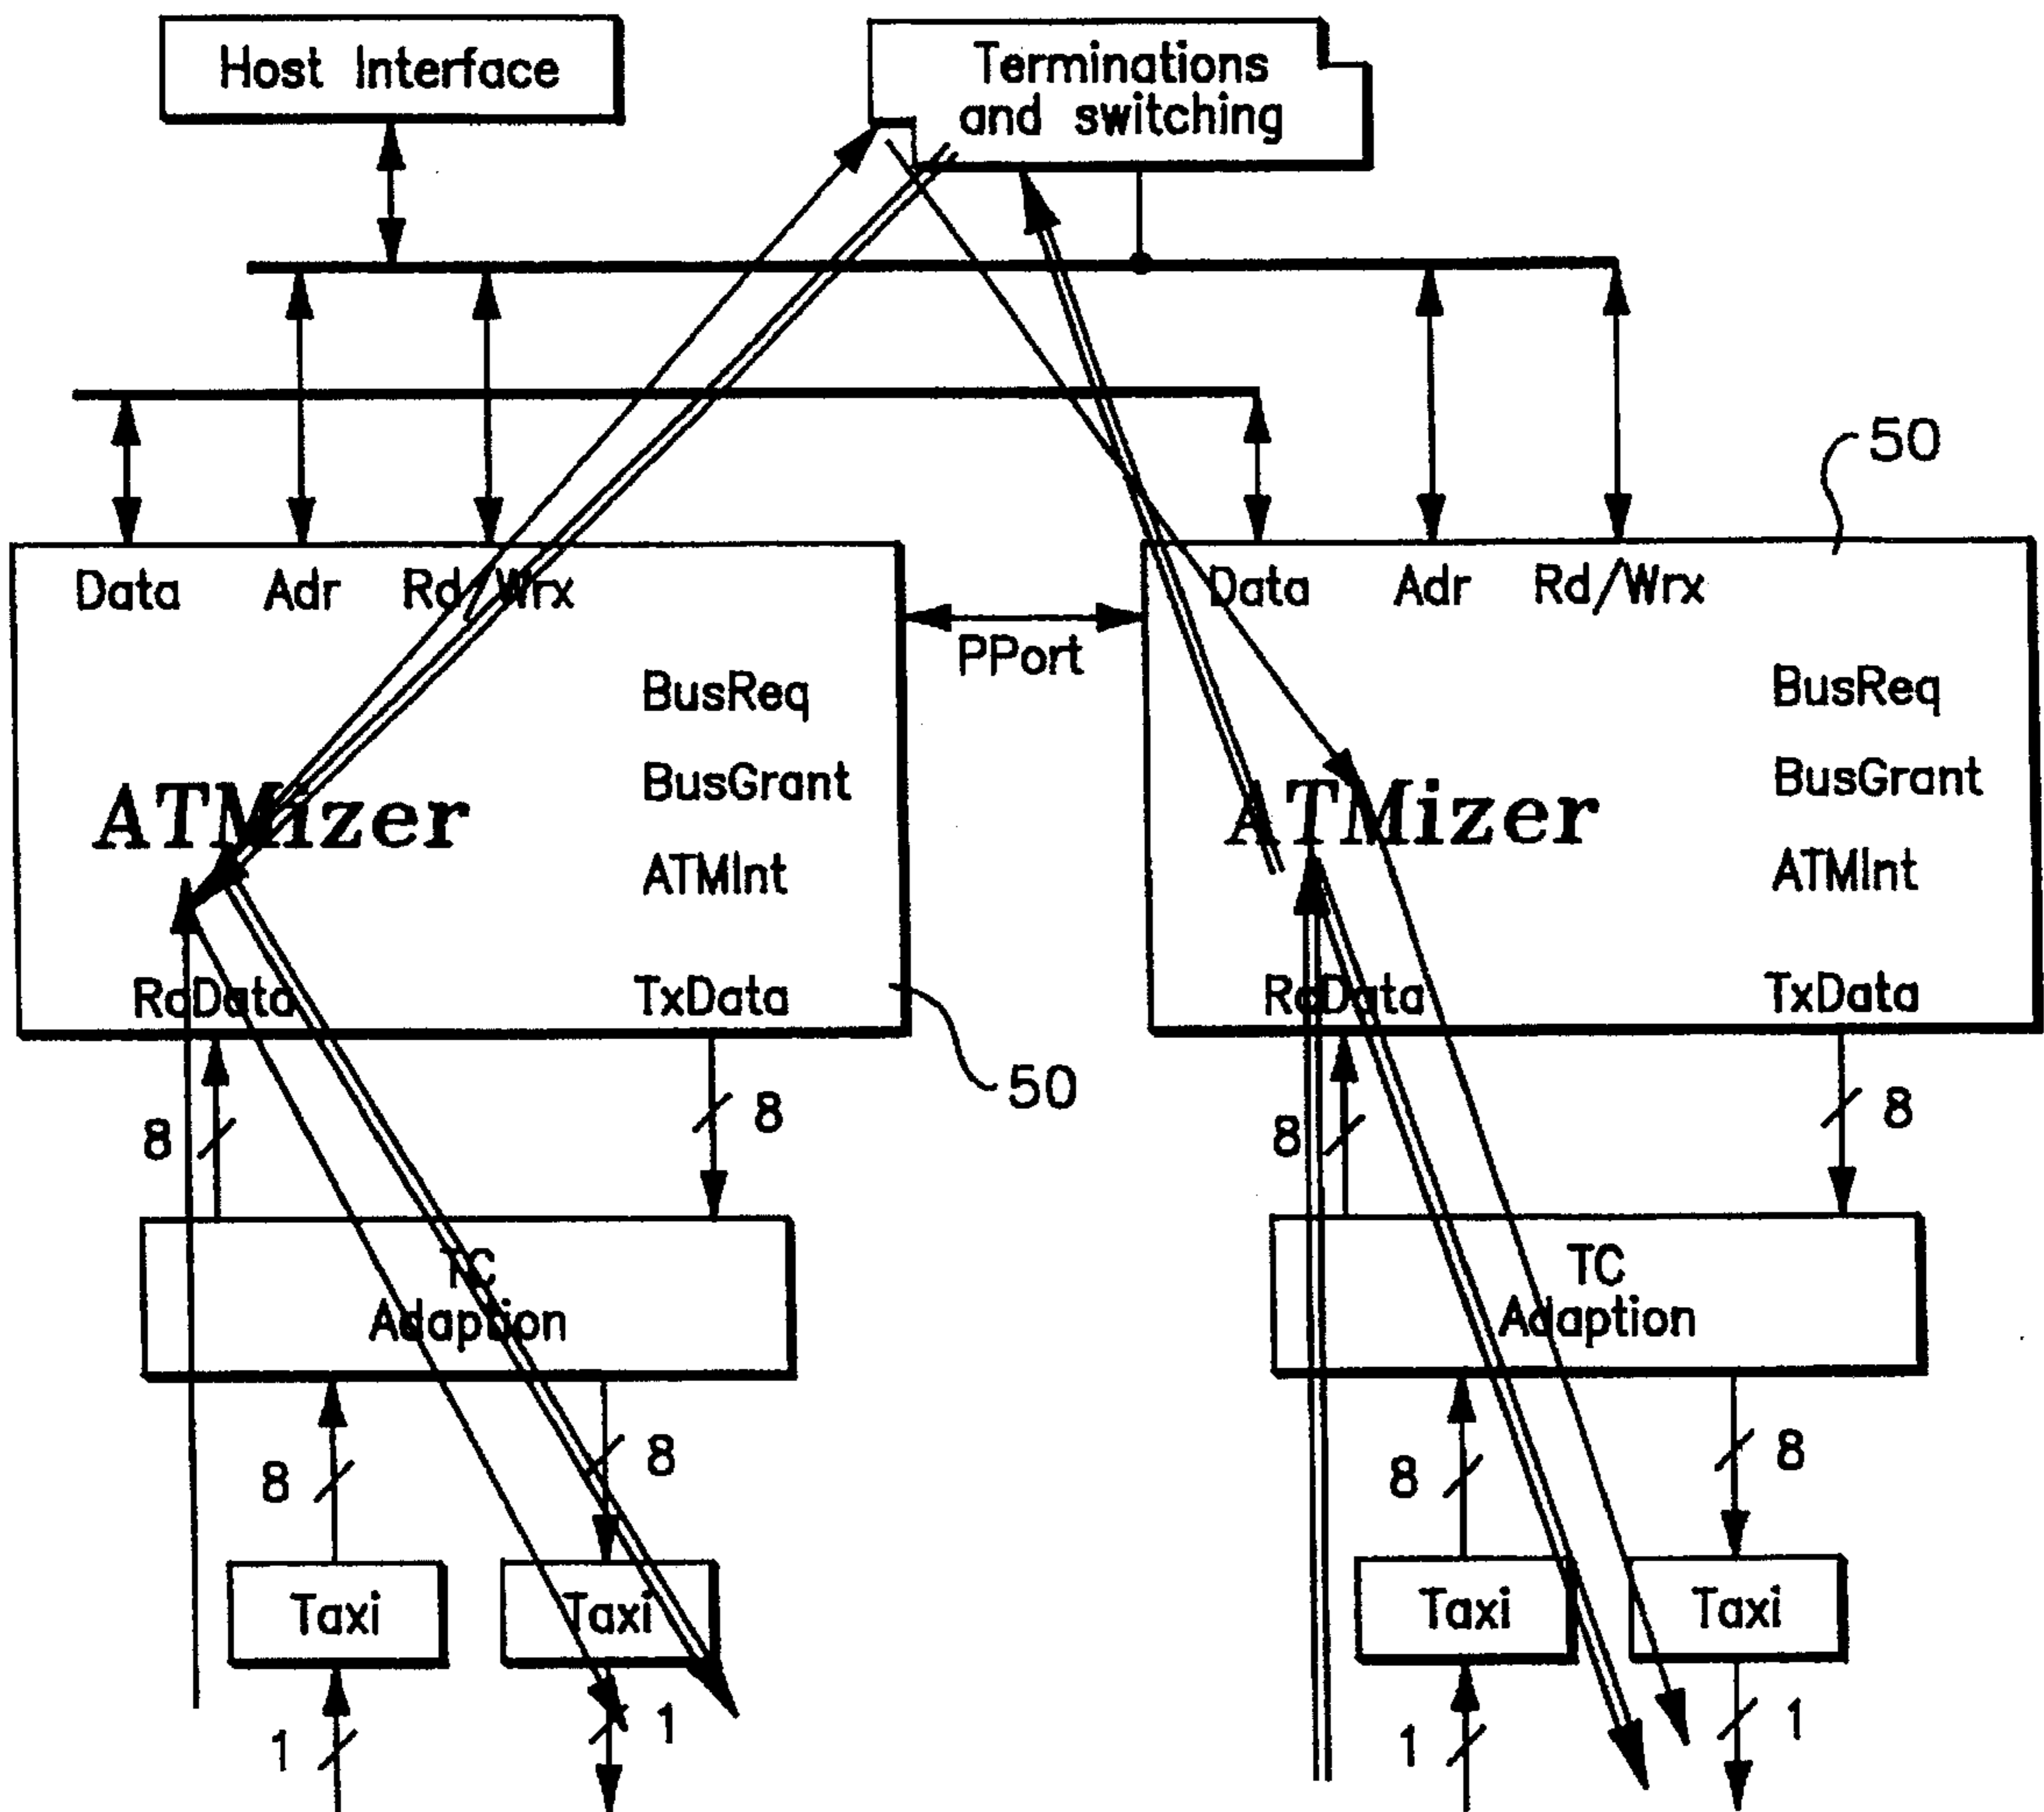 Host Interface
Terminations
and switching
50
Data Adr Rd/Wrx
PPort
Data Adr Rd/Wrx
BusReq
BusReq
BusGrant
BusGrant
ATMizer
ATMizer
ATMInt
ATMInt
RcData TxData
RcData TxData
50
8
8
8
8
TC
Adaption
TC
Adaption
8
8
8
8
Taxi
Taxi
Taxi
Taxi
1
1
1
1